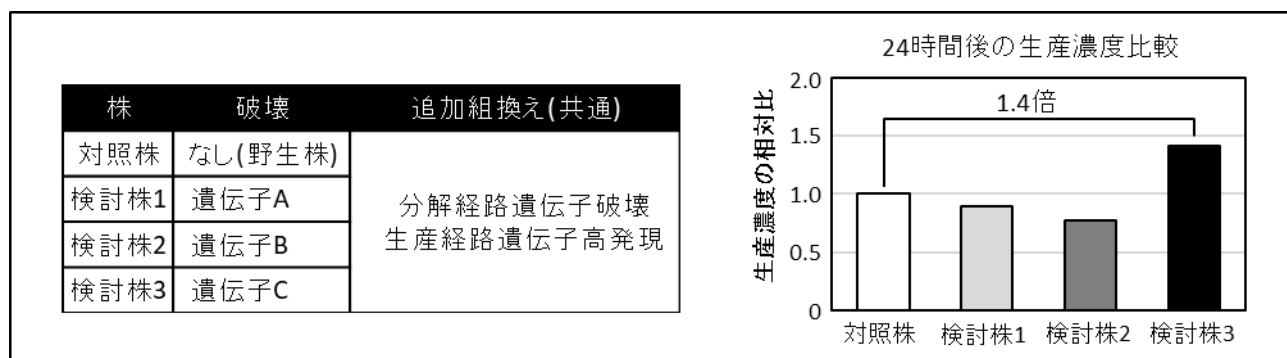 株 破壊 追加組換え(共通)
対照株 なし(野生株)
検討株1 遺伝子A
検討株2 遺伝子B
検討株3 遺伝子C
分解経路遺伝子破壊
生産経路遺伝子高発現
24時間後の生産濃度比較
生産濃度の相対比
2.0
1.5
1.0
0.5
0
1.4倍
対照株 検討株1 検討株2 検討株3